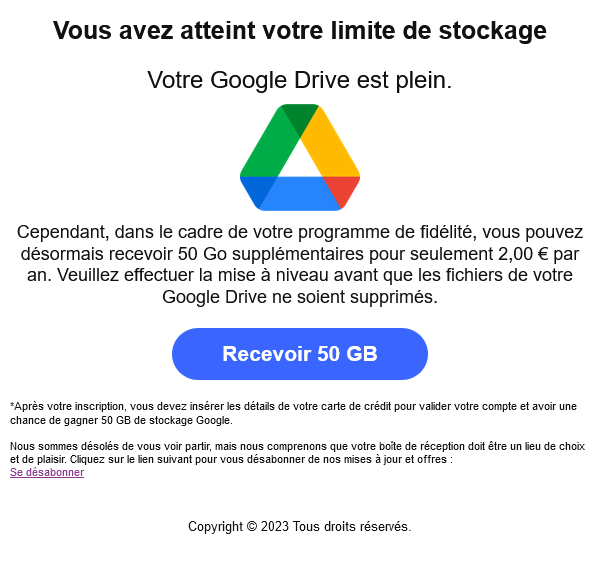 Vous avez atteint votre limite de stockage
Votre Google Drive est plein.
Cependant, dans le cadre de votre programme de fidélité, vous pouvez
désormais recevoir 50 Go supplémentaires pour seulement 2,00 € par
an. Veuillez effectuer la mise à niveau avant que les fichiers de votre
Google Drive ne soient supprimés.
Recevoir 50 GB
*Après votre inscription, vous devez insérer les détails de votre carte de crédit pour valider votre compte et avoir une
chance de gagner 50 GB de stockage Google.
Nous sommes désolés de vous voir partir, mais nous comprenons que votre boîte de réception doit être un lieu de choix
et de plaisir. Cliquez sur le lien suivant pour vous désabonner de nos mises à jour et offres :
Se désabonner
Copyright © 2023 Tous droits réservés.